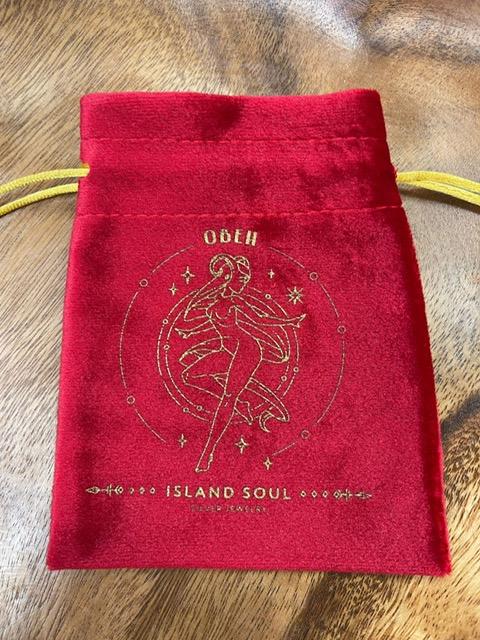 ОВЕН
ISLAND SOUL
SILVER JEWELRY